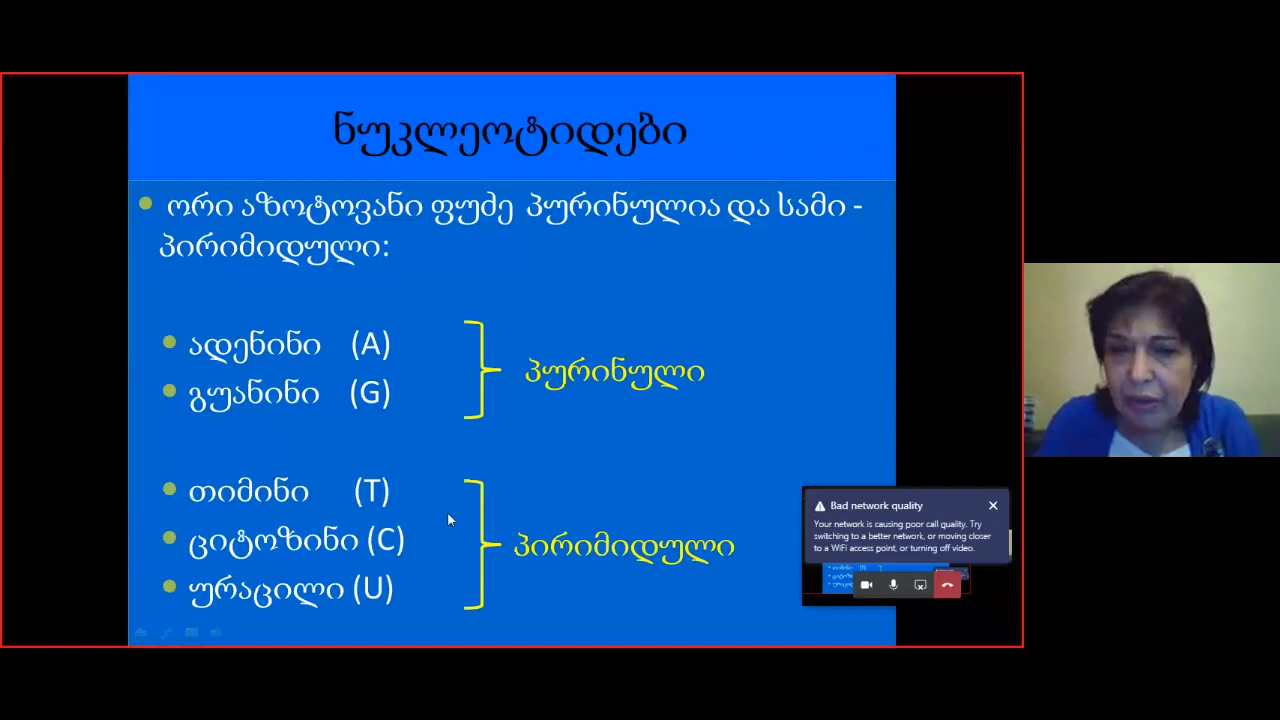 ნუკლეოტიდები
ორი აზოტოვანი ფუძე პურინულია და სამი -
პირიმიდული:
ადენინი (A)
გუანინი (G)
პურინული
თიმინი (T)
ციტოზინი (C)
ურაცილი (U)
პირიმიდული
Bad network quality
Your network is causing poor call quality. Try
switching to a better network, or moving closer
to a WiFi access point, or turning off video.